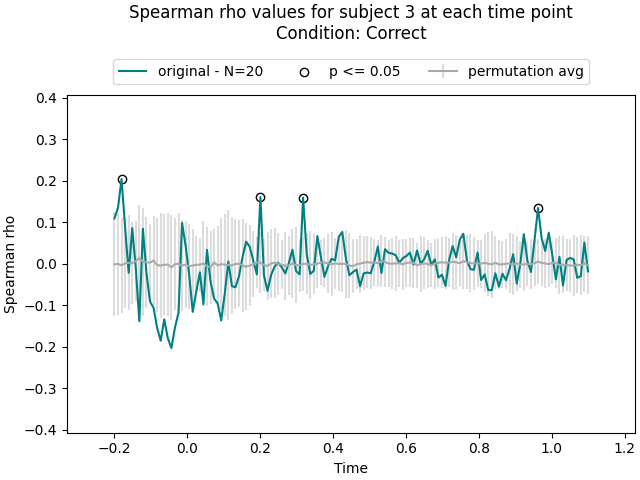 Spearman rho values for subject 3 at each time point
Condition: Correct
original - N=20
p <= 0.05
permutation avg
0.4
0.3
0.2
0.1
0.0
−0.1
−0.2
−0.3
−0.4
Spearman rho
−0.2
0.0
0.2
0.4
0.6
0.8
1.0
1.2
Time